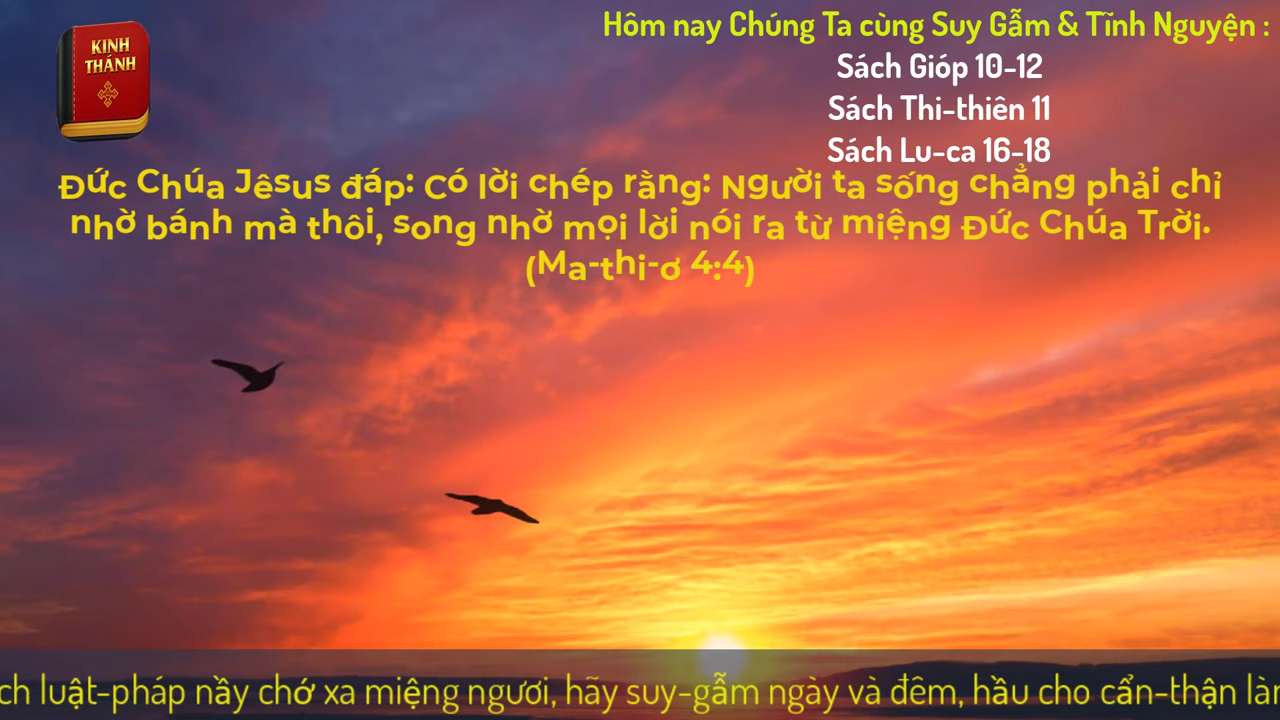 KINH
THÁNH
Hôm nay Chúng Ta cùng Suy Gẫm & Tĩnh Nguyện :
Sách Gióp 10-12
Sách Thi-thiên 11
Sách Lu-ca 16-18
Đức Chúa Jêsus đáp: Có lời chép rằng: Người ta sống chẳng phải chỉ
nhờ bánh mà thôi, song nhờ mọi lời nói ra từ miệng Đức Chúa Trời.
(Ma-thi-ơ 4:4)
ch luật-pháp nầy chớ xa miệng ngươi, hãy suy-gẫm ngày và đêm, hầu cho cẩn-thận làn